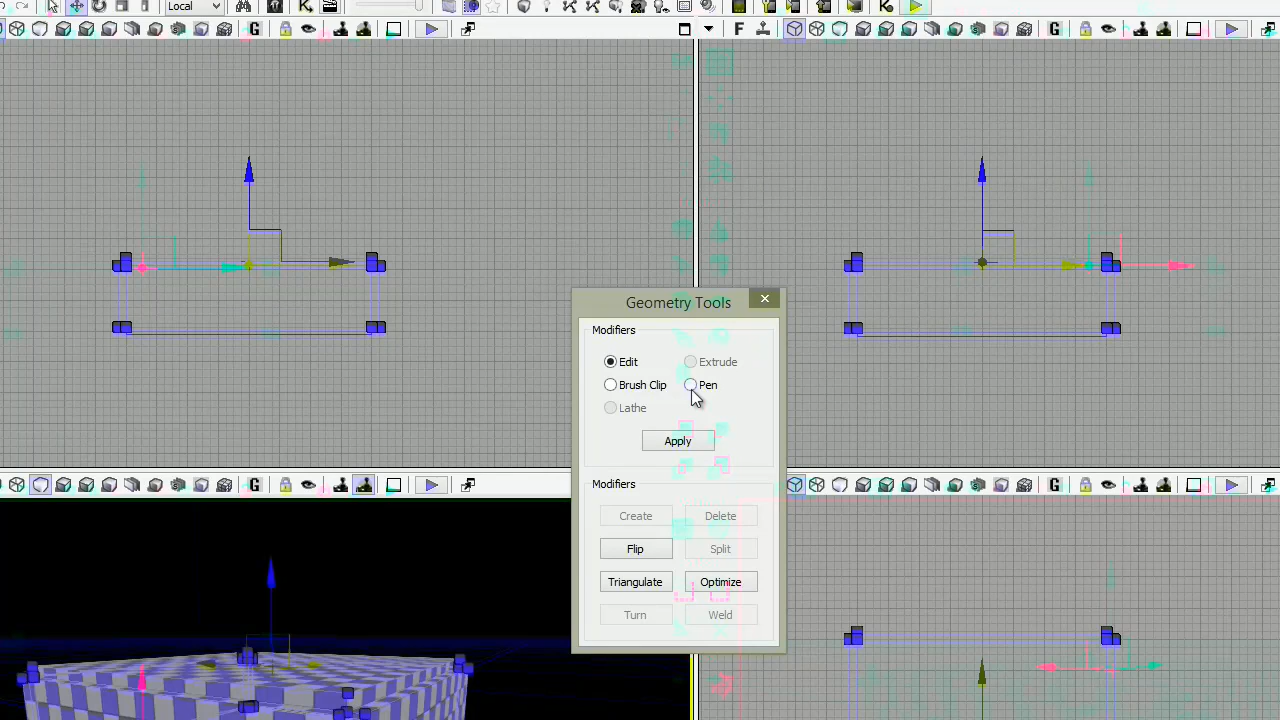 Local
F
G
G
Geometry Tools
Modifiers
Edit
Extrude
Brush Clip
Pen
Lathe
Apply
G
G
Modifiers
Create
Delete
Flip
Split
Triangulate
Optimize
Turn
Weld